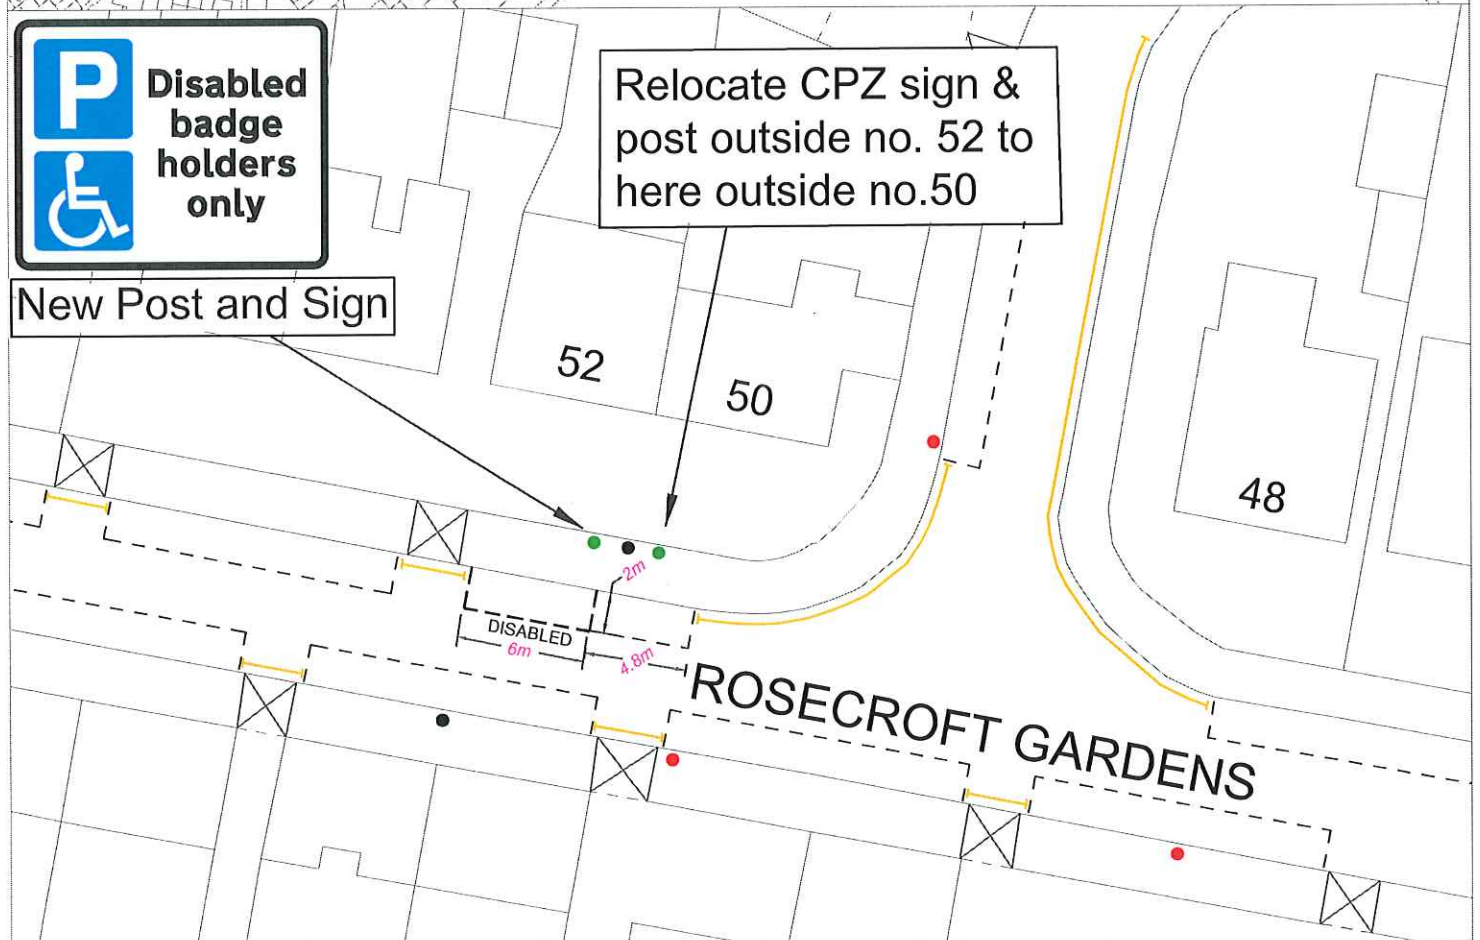 P
Disabled
badge
holders
only
New Post and Sign
Relocate CPZ sign &
post outside no. 52 to
here outside no.50
52
50
48
2m
DISABLED
6m
4.8m
ROSECROFT GARDENS